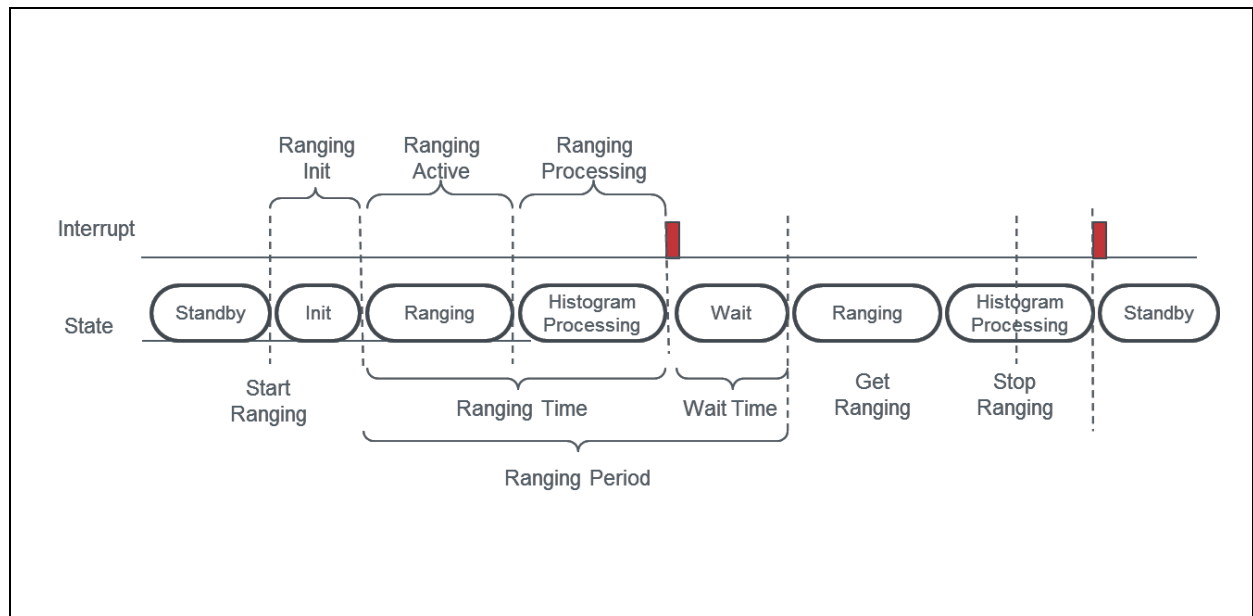 Ranging
Init
Ranging
Active
Ranging
Processing
Interrupt
State
Standby
Init
Ranging
Histogram
Processing
Wait
Ranging
Histogram
Processing
Standby
Start
Ranging
Ranging Time
Wait Time
Get
Ranging
Stop
Ranging
Ranging Period